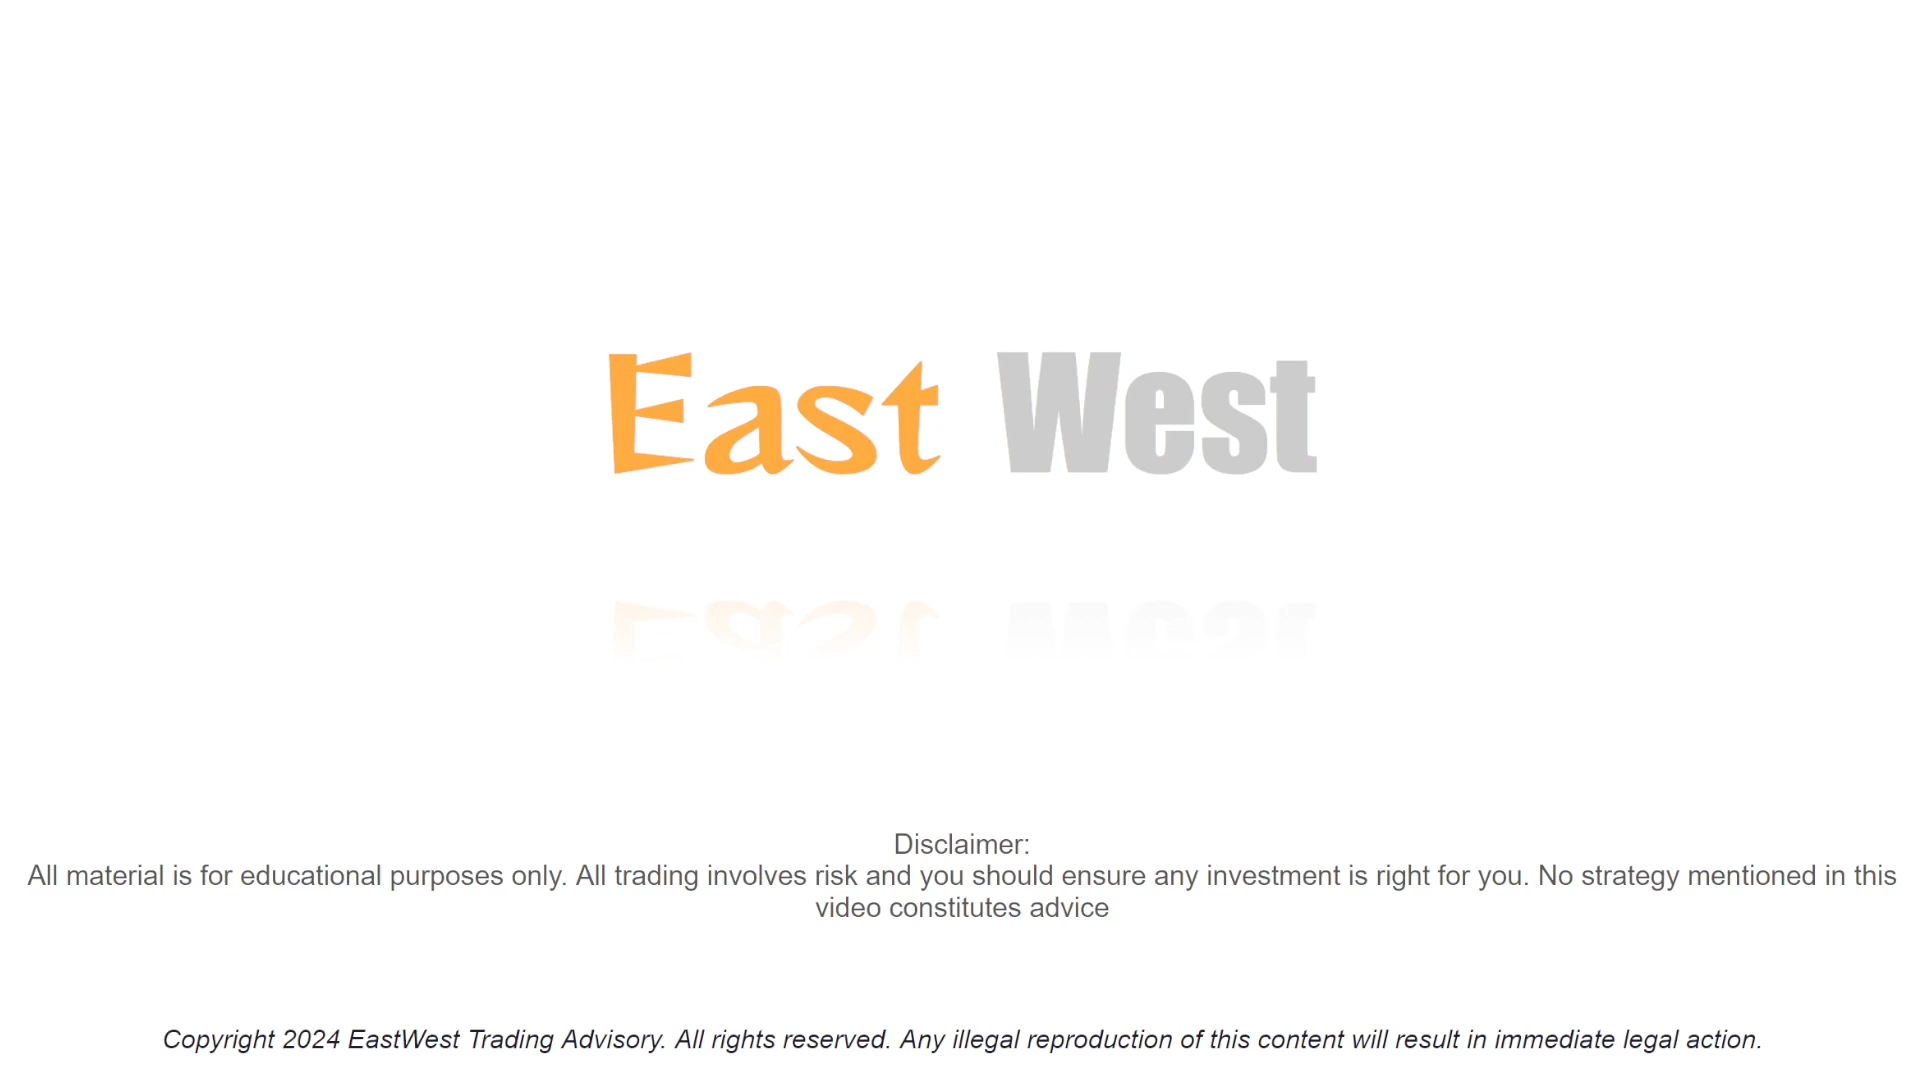 East West
Disclaimer:
All material is for educational purposes only. All trading involves risk and you should ensure any investment is right for you. No strategy mentioned in this
video constitutes advice
Copyright 2024 EastWest Trading Advisory. All rights reserved. Any illegal reproduction of this content will result in immediate legal action.